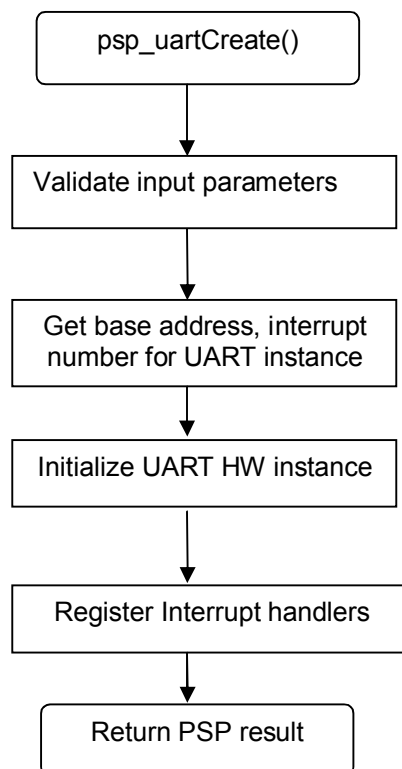 psp_uartCreate()
Validate input parameters
Get base address, interrupt
number for UART instance
Initialize UART HW instance
Register Interrupt handlers
Return PSP result